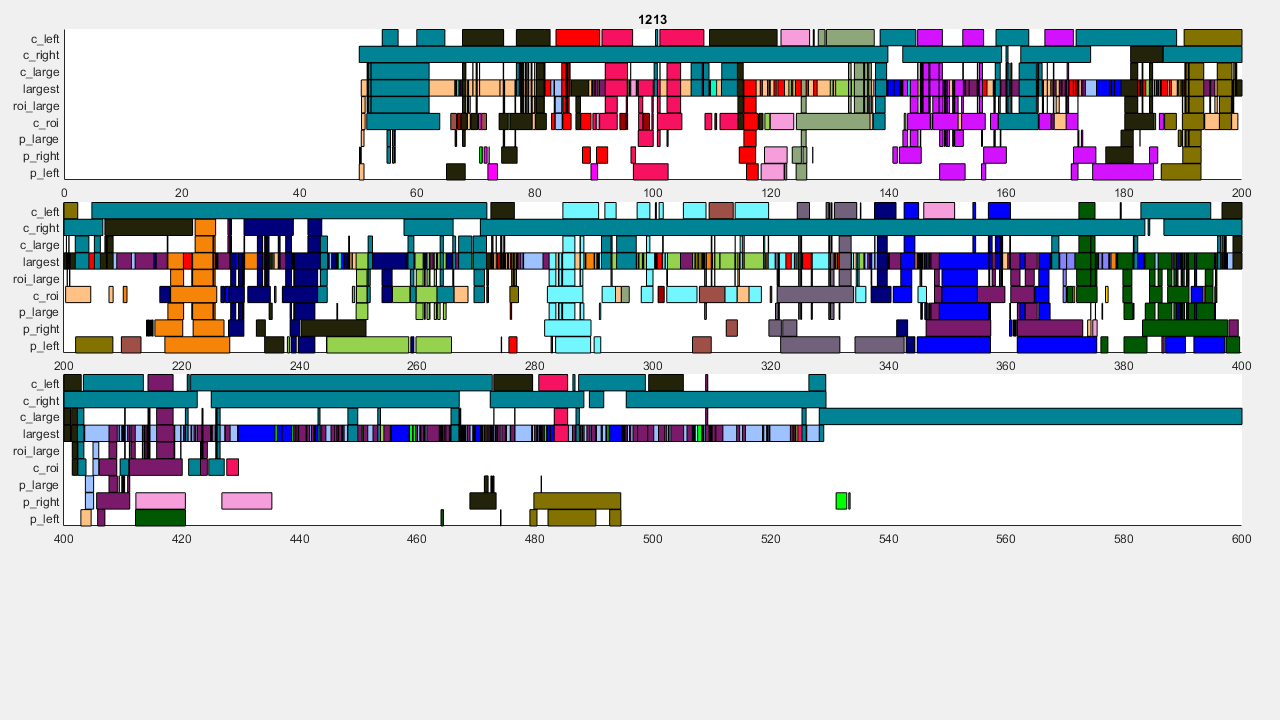 1213
c_left
c_right
c_large
largest
roi_large
c_roi
p_large
p_right
p_left
0 20 40 60 80 100 120 140 160 180 200
c_left
c_right
c_large
largest
roi_large
c_roi
p_large
p_right
p_left
200 220 240 260 280 300 320 340 360 380 400
c_left
c_right
c_large
largest
roi_large
c_roi
p_large
p_right
p_left
400 420 440 460 480 500 520 540 560 580 600